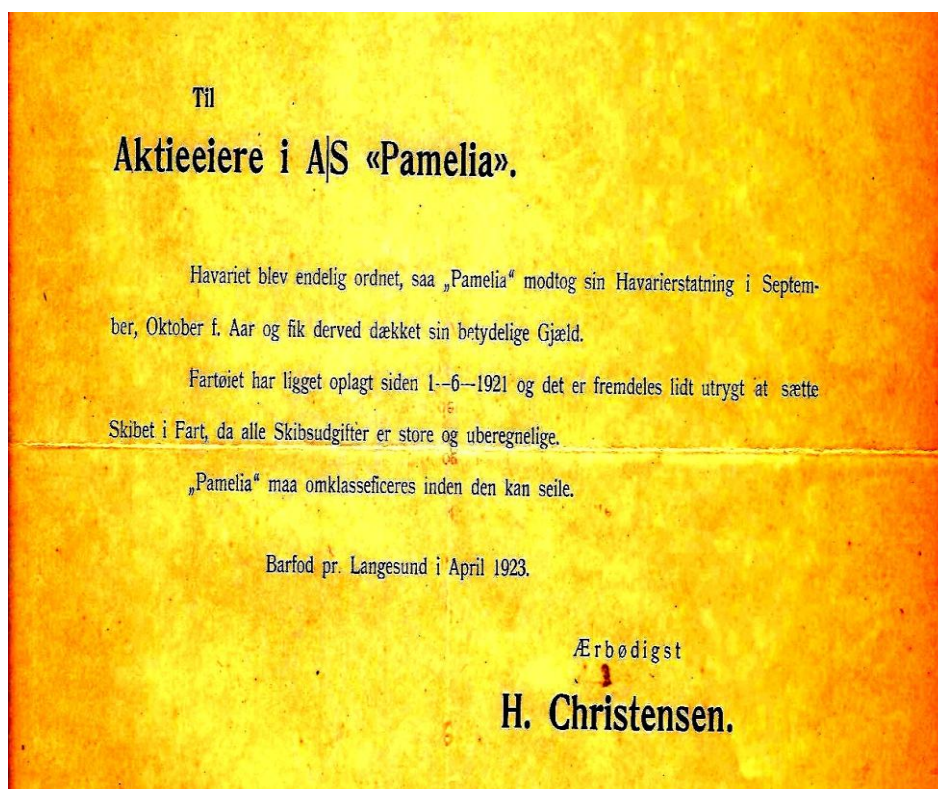 Til
Aktieeiere i A|S «Pamelia».
Havariet blev endelig ordnet, saa „Pamelia“ modtog sin Havarierstatning i Septem-
ber, Oktober f. Aar og fik derved dækket sin betydelige Gjæld.
Fartøiet har ligget oplagt siden 1--6--1921 og det er fremdeles lidt utrygt at sætte
Skibet i Fart, da alle Skibsudgifter er store og uberegnelige.
„Pamelia“ maa omklasseficeres inden den kan seile.
Barfod pr. Langesund i April 1923.
Ærbødigst
H. Christensen.